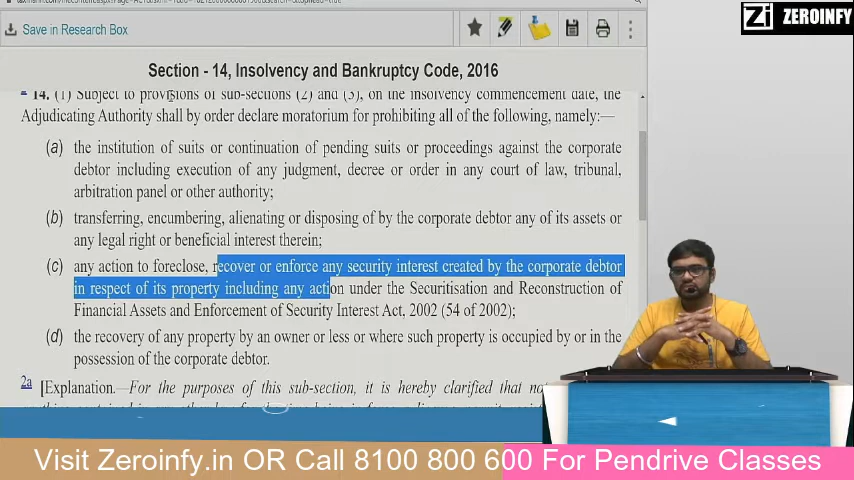 ZEROINFY
Save in Research Box
Section - 14, Insolvency and Bankruptcy Code, 2016
14. (1) Subject to provisions of sub-sections (2) and (3), on the insolvency commencement date, the
Adjudicating Authority shall by order declare moratorium for prohibiting all of the following, namely:—
(a) the institution of suits or continuation of pending suits or proceedings against the corporate
debtor including execution of any judgment, decree or order in any court of law, tribunal,
arbitration panel or other authority;
(b) transferring, encumbering, alienating or disposing of by the corporate debtor any of its assets or
any legal right or beneficial interest therein;
(c) any action to foreclose, recover or enforce any security interest created by the corporate debtor
in respect of its property including any action under the Securitisation and Reconstruction of
Financial Assets and Enforcement of Security Interest Act, 2002 (54 of 2002);
(d) the recovery of any property by an owner or lessor where such property is occupied by or in the
possession of the corporate debtor.
2a [Explanation.—For the purposes of this sub-section, it is hereby clarified that
Visit Zeroinfy.in OR Call 8100 800 600 For Pendrive Classes